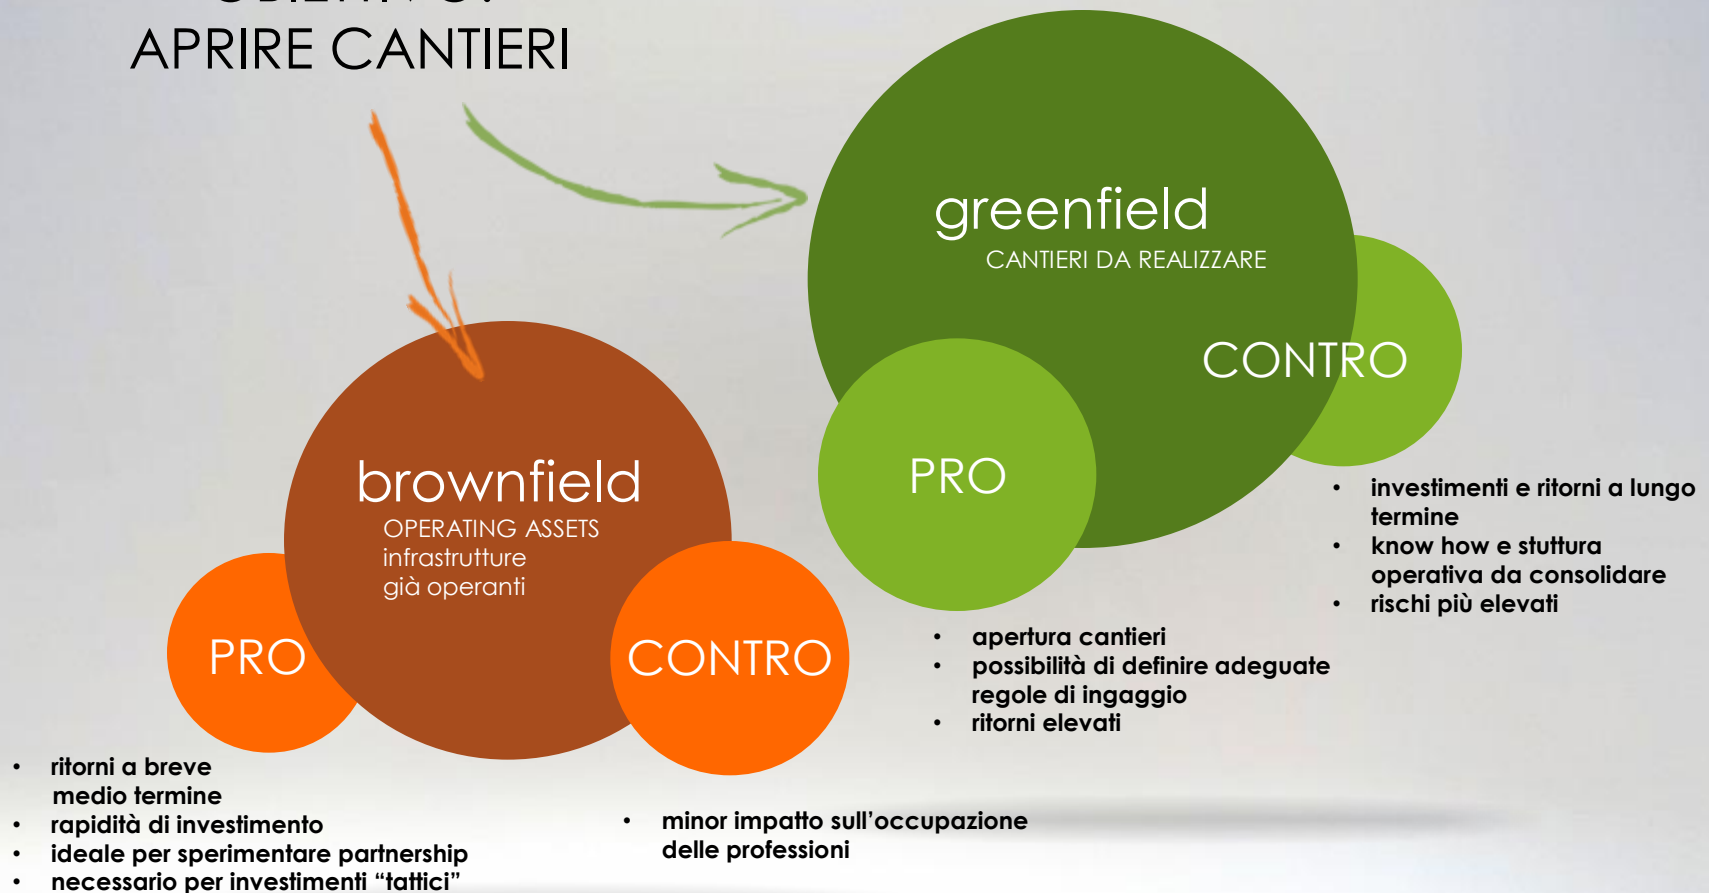 OBIETTIVO:
APRIRE CANTIERI
greenfield
CANTIERI DA REALIZZARE
CONTRO
PRO
• investimenti e ritorni a lungo
termine
• know how e stuttura
operativa da consolidare
• rischi più elevati
• apertura cantieri
• possibilità di definire adeguate
regole di ingaggio
• ritorni elevati
brownfield
OPERATING ASSETS
infrastrutture
già operanti
PRO
CONTRO
• ritorni a breve
medio termine
• rapidità di investimento
• ideale per sperimentare partnership
• necessario per investimenti “tattici”
• minor impatto sull’occupazione
delle professioni